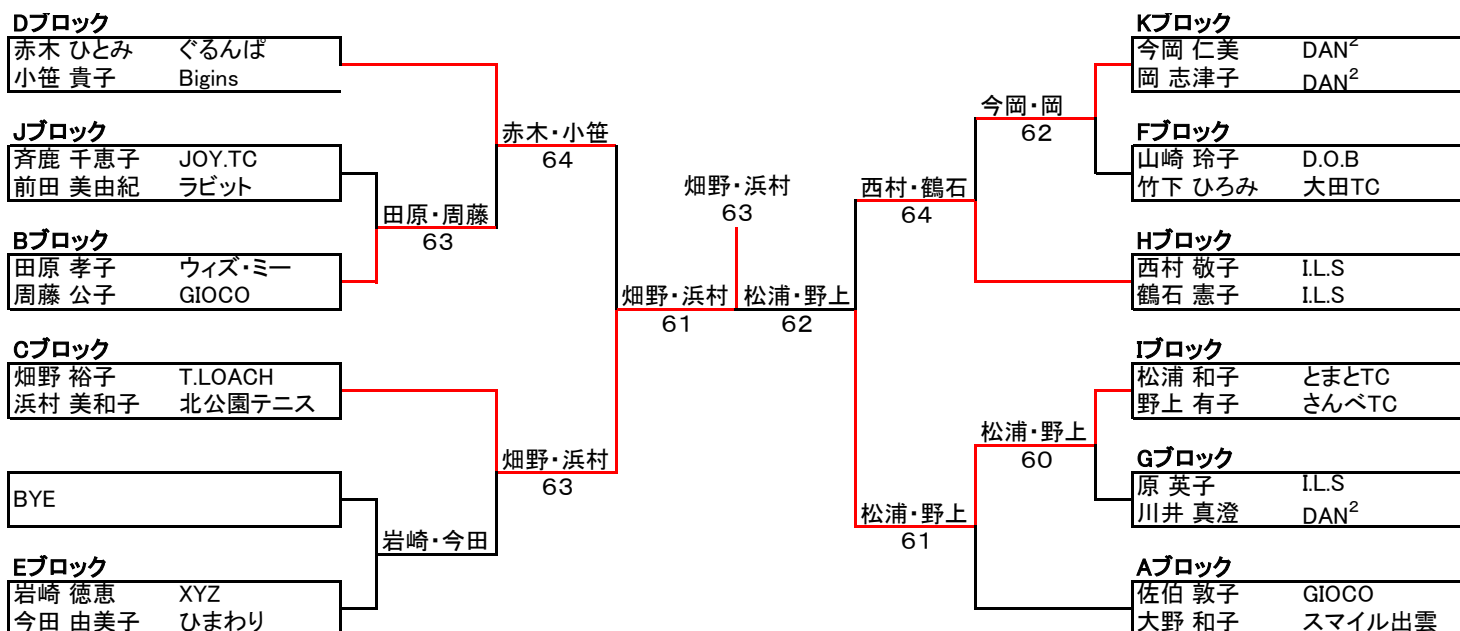 Dブロック
赤木 ひとみ ぐるんぱ
小笹 貴子 Bigins
Jブロック
斉鹿 千恵子 JOY.TC
前田 美由紀 ラビット
Bブロック
田原 孝子 ウィズ・ミー
周藤 公子 GIOCO
Cブロック
畑野 裕子 T.LOACH
浜村 美和子 北公園テニス
BYE
Eブロック
岩崎 徳恵 XYZ
今田 由美子 ひまわり
田原・周藤
63
岩崎・今田
赤木・小笹
64
畑野・浜村
63
畑野・浜村
61
畑野・浜村
63
松浦・野上
62
西村・鶴石
64
松浦・野上
61
今岡・岡
62
松浦・野上
60
Kブロック
今岡 仁美 DAN²
岡 志津子 DAN²
Fブロック
山崎 玲子 D.O.B
竹下 ひろみ 大田TC
Hブロック
西村 敬子 I.L.S
鶴石 憲子 I.L.S
Iブロック
松浦 和子 とまとTC
野上 有子 さんべTC
Gブロック
原 英子 I.L.S
川井 真澄 DAN²
Aブロック
佐伯 敦子 GIOCO
大野 和子 スマイル出雲